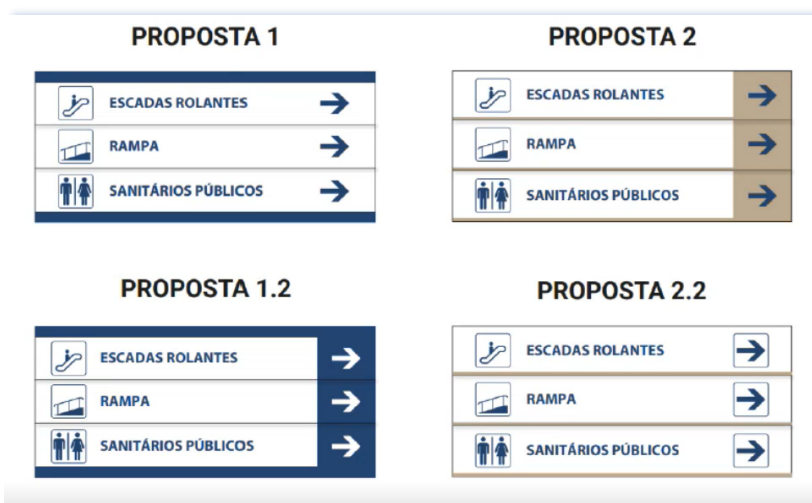 PROPOSTA 1
ESCADAS ROLANTES
RAMPA
SANITÁRIOS PÚBLICOS
PROPOSTA 2
ESCADAS ROLANTES
RAMPA
SANITÁRIOS PÚBLICOS
PROPOSTA 1.2
ESCADAS ROLANTES
RAMPA
SANITÁRIOS PÚBLICOS
PROPOSTA 2.2
ESCADAS ROLANTES
RAMPA
SANITÁRIOS PÚBLICOS